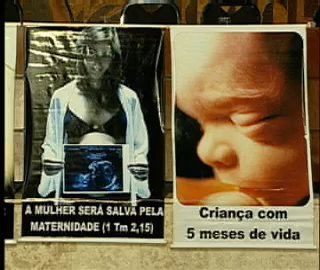 A MULHER SERÁ SALVA PELA
MATERNIDADE (1 Tm 2,15)
Criança com
5 meses de vida